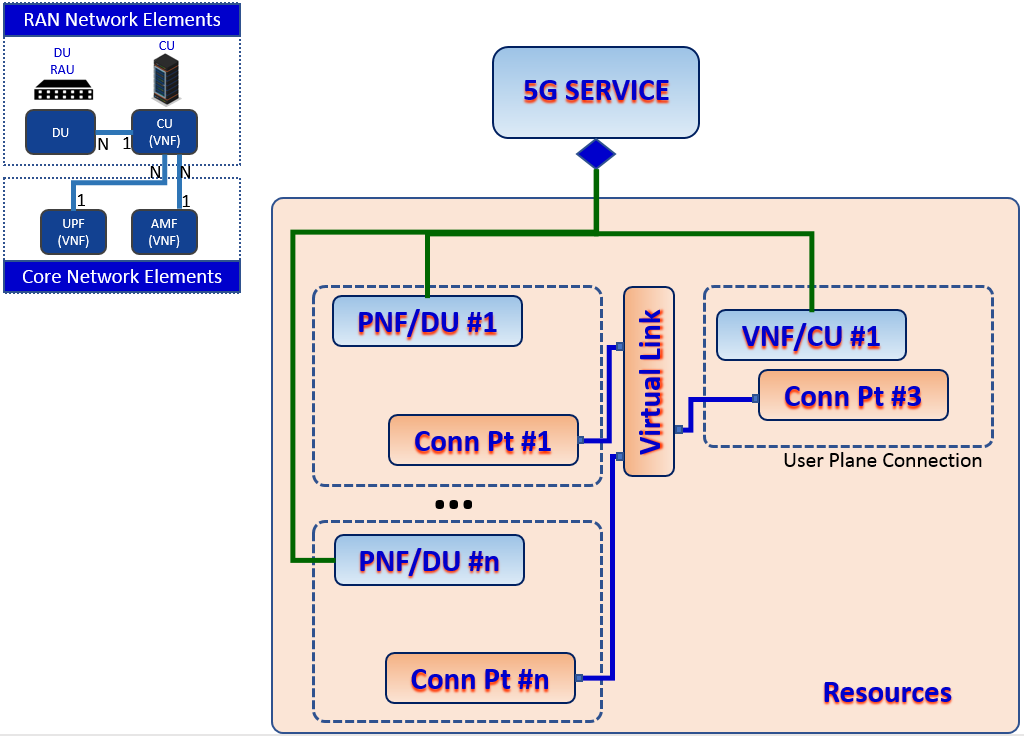 RAN Network Elements
DU
RAU
CU
DU
CU
(VNF)
N
1
N
N
1
1
UPF
(VNF)
AMF
(VNF)
Core Network Elements
5G SERVICE
PNF/DU #1
Conn Pt #1
...
PNF/DU #n
Conn Pt #n
Virtual Link
VNF/CU #1
Conn Pt #3
User Plane Connection
Resources